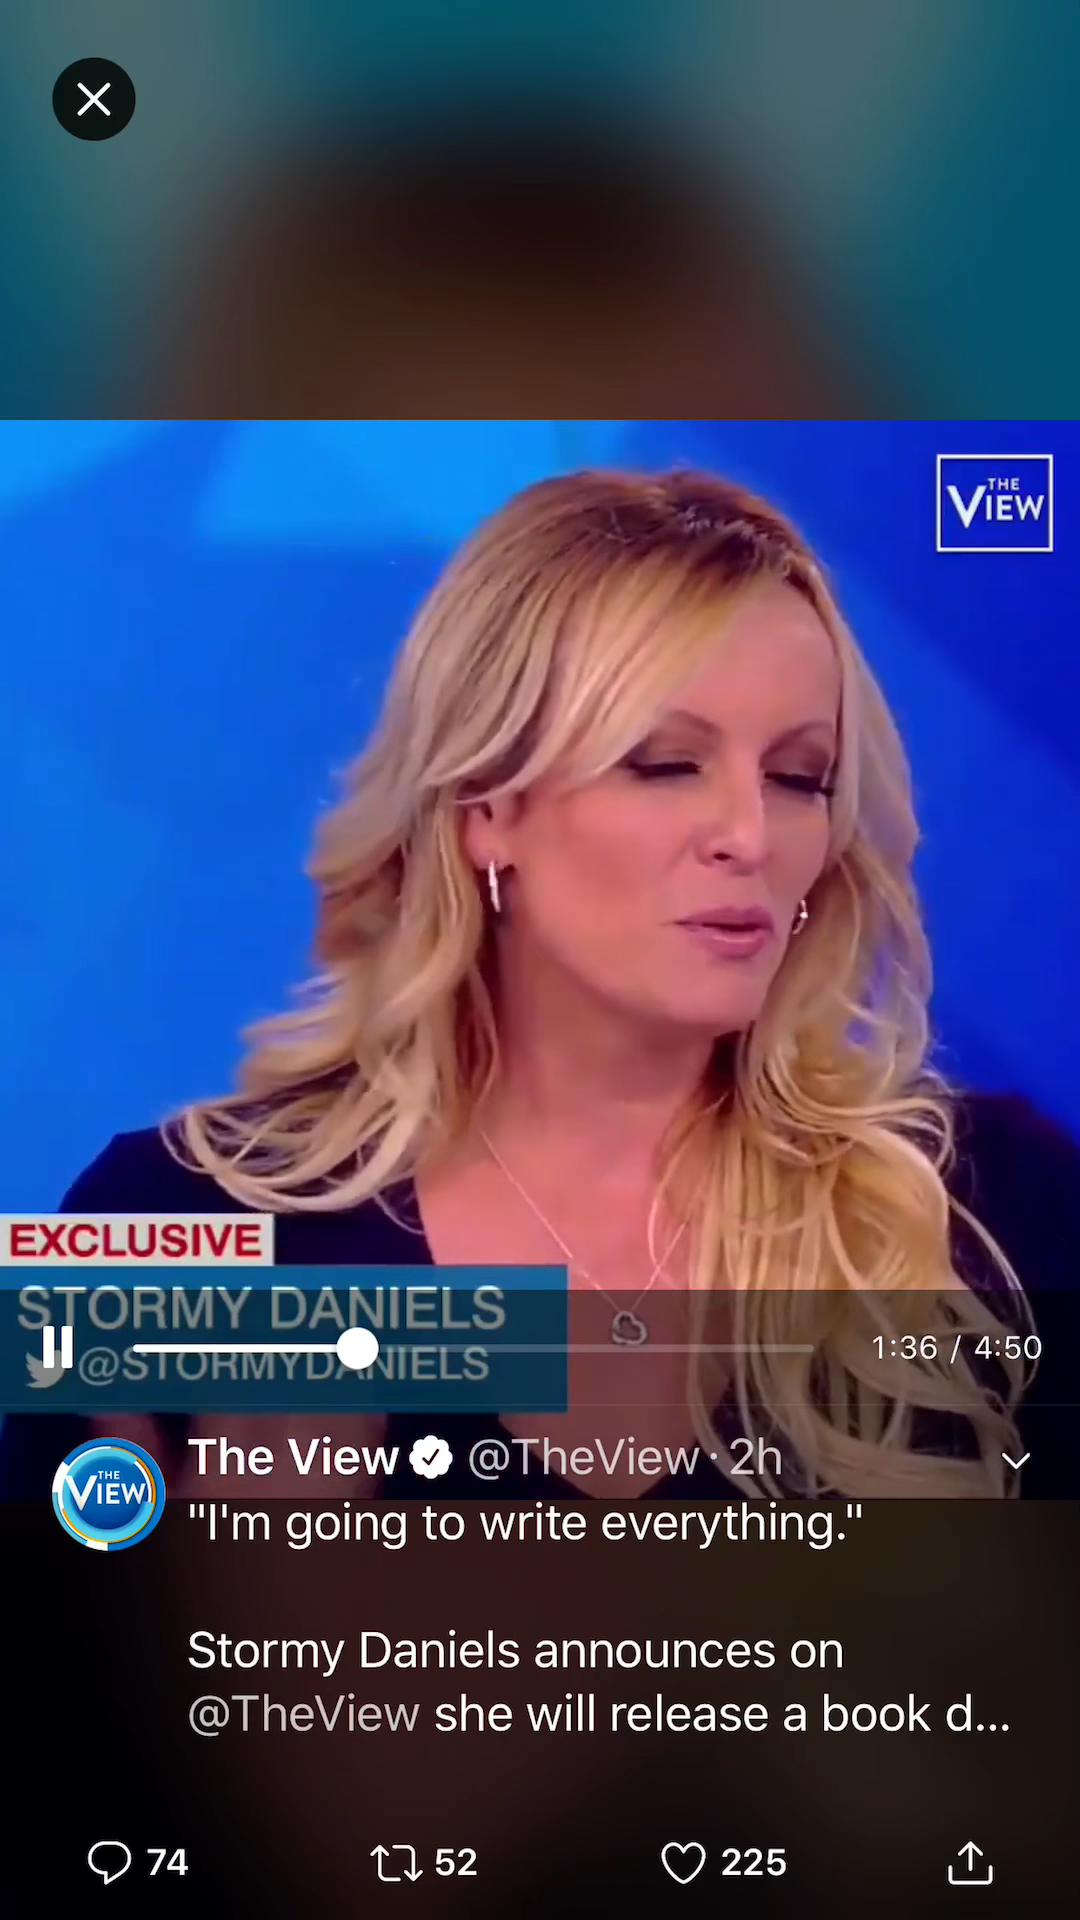 THE
VIEW
EXCLUSIVE
STORMY DANIELS
@STORMYDANIELS
1:36 / 4:50
THE
VIEW
The View @TheView · 2h
"I'm going to write everything."
Stormy Daniels announces on
@TheView she will release a book d...
74 52 225